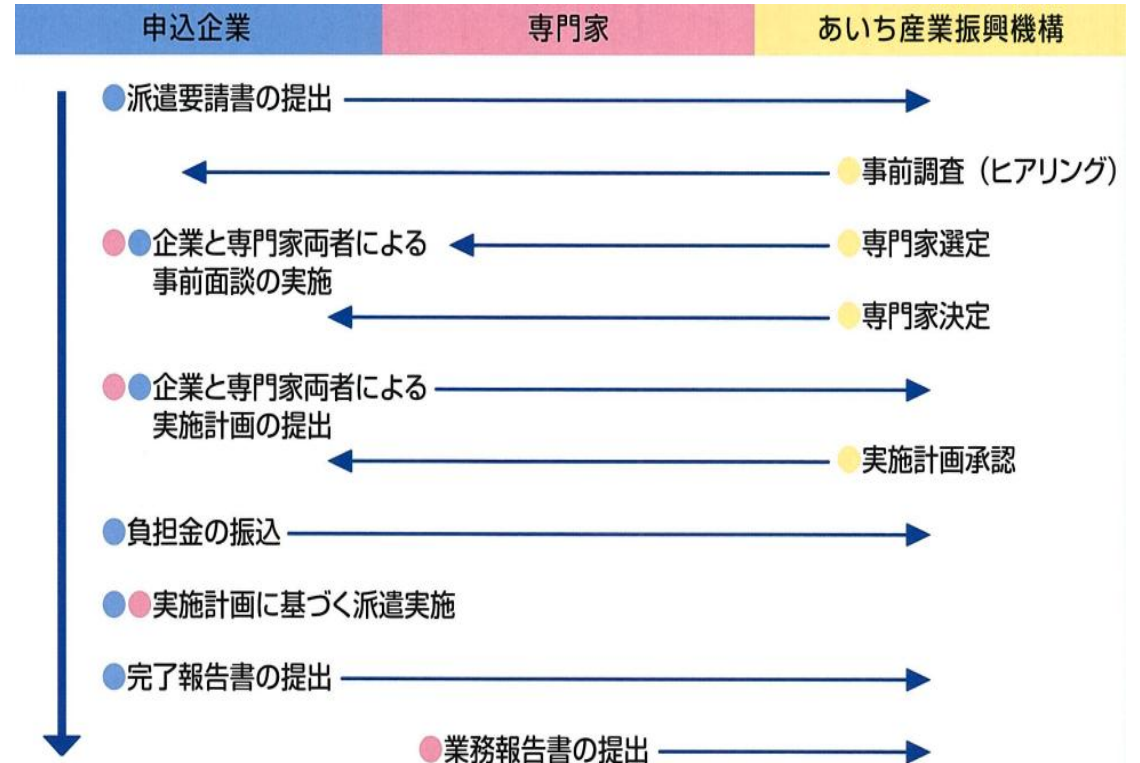 申込企業
専門家
あいち産業振興機構
派遣要請書の提出
事前調査（ヒアリング）
企業と専門家両者による
事前面談の実施
専門家選定
専門家決定
企業と専門家両者による
実施計画の提出
実施計画承認
負担金の振込
実施計画に基づく派遣実施
完了報告書の提出
業務報告書の提出